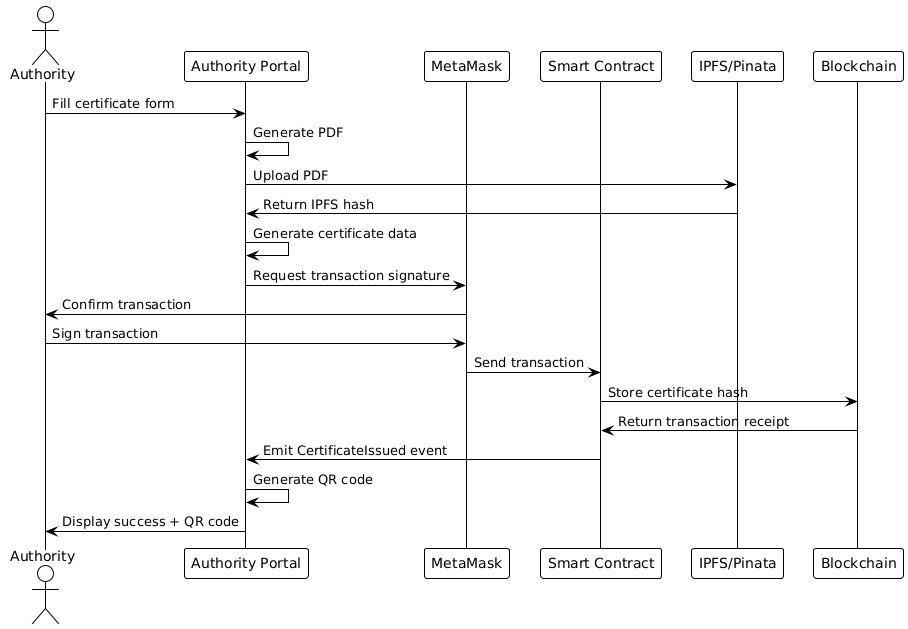 Authority
Authority Portal
MetaMask
Smart Contract
IPFS/Pinata
Blockchain
Fill certificate form
Generate PDF
Upload PDF
Return IPFS hash
Generate certificate data
Request transaction signature
Confirm transaction
Sign transaction
Send transaction
Store certificate hash
Return transaction receipt
Emit CertificateIssued event
Generate QR code
Display success + QR code
Authority
Authority Portal
MetaMask
Smart Contract
IPFS/Pinata
Blockchain